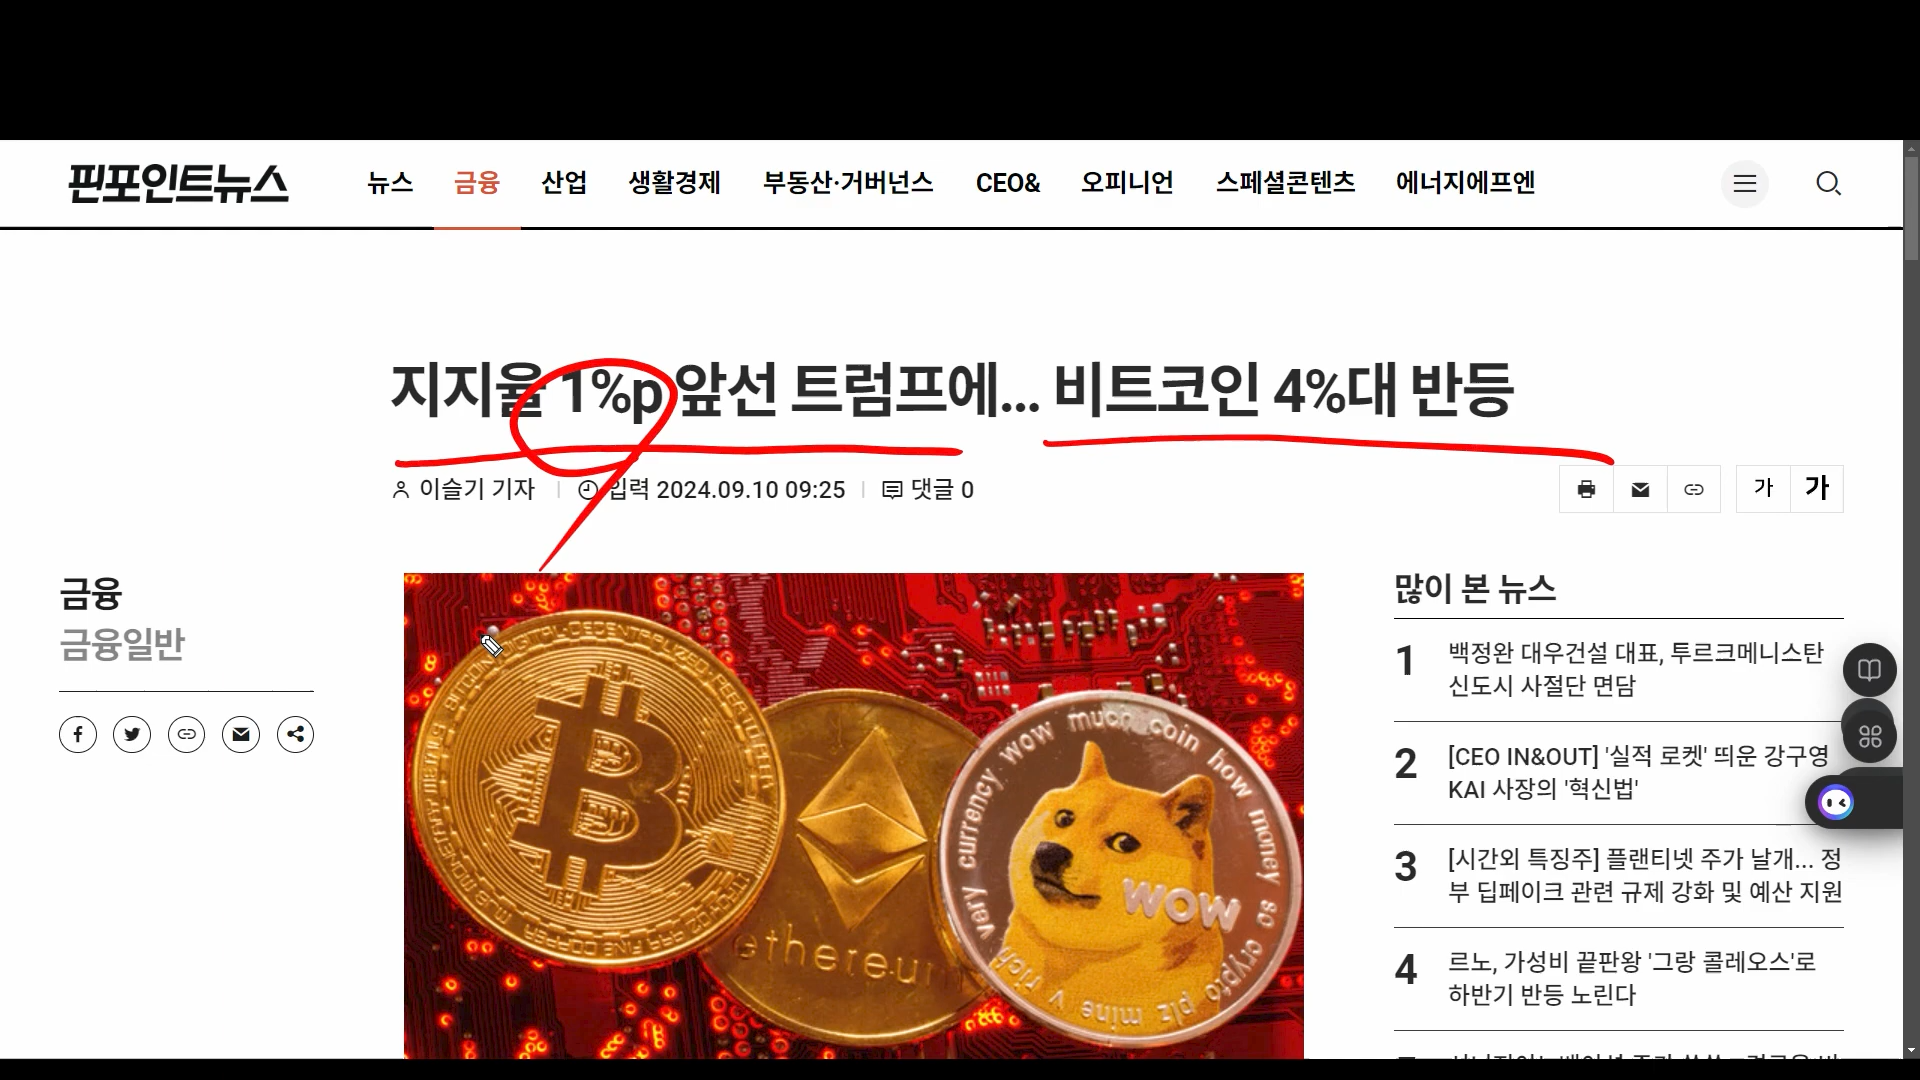 핀포인트뉴스
뉴스 금융 산업 생활경제 부동산·거버넌스 CEO& 오피니언 스페셜콘텐츠 에너지에프엔
지지율 1%p 앞선 트럼프에... 비트코인 4%대 반등
이슬기 기자 입력 2024.09.10 09:25 댓글 0
가 가
금융
금융일반
많이 본 뉴스
1 백정완 대우건설 대표, 투르크메니스탄
신도시 사절단 면담
2 [CEO IN&OUT] '실적 로켓' 띄운 강구영
KAI 사장의 '혁신법'
3 [시간외 특징주] 플랜티넷 주가 날개... 정
부 딥페이크 관련 규제 강화 및 예산 지원
4 르노, 가성비 끝판왕 '그랑 콜레오스'로
하반기 반등 노린다
ethereum
very currency wow much coin how money so crypto plz mine v rich
WOW